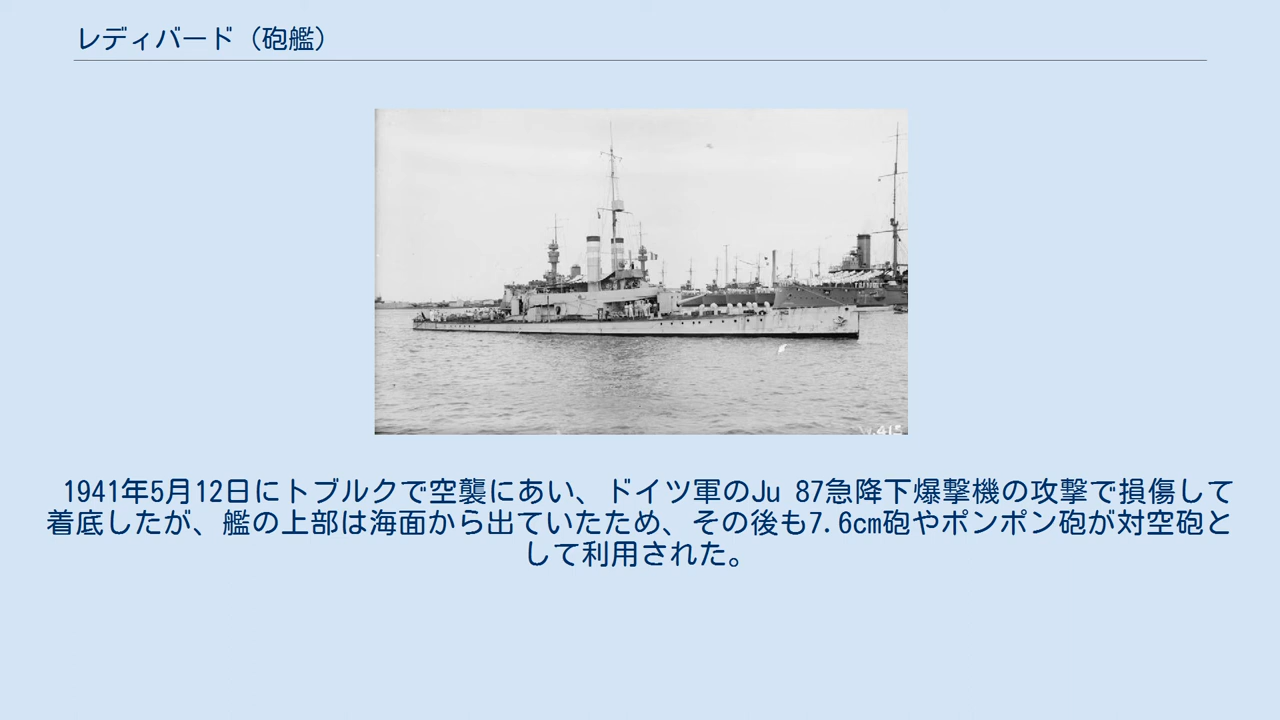 レディバード（砲艦）
1941年5月12日にトブルクで空襲にあい、ドイツ軍のJu 87急降下爆撃機の攻撃で損傷して
着底したが、艦の上部は海面から出ていたため、その後も7.6cm砲やポンポン砲が対空砲と
して利用された。